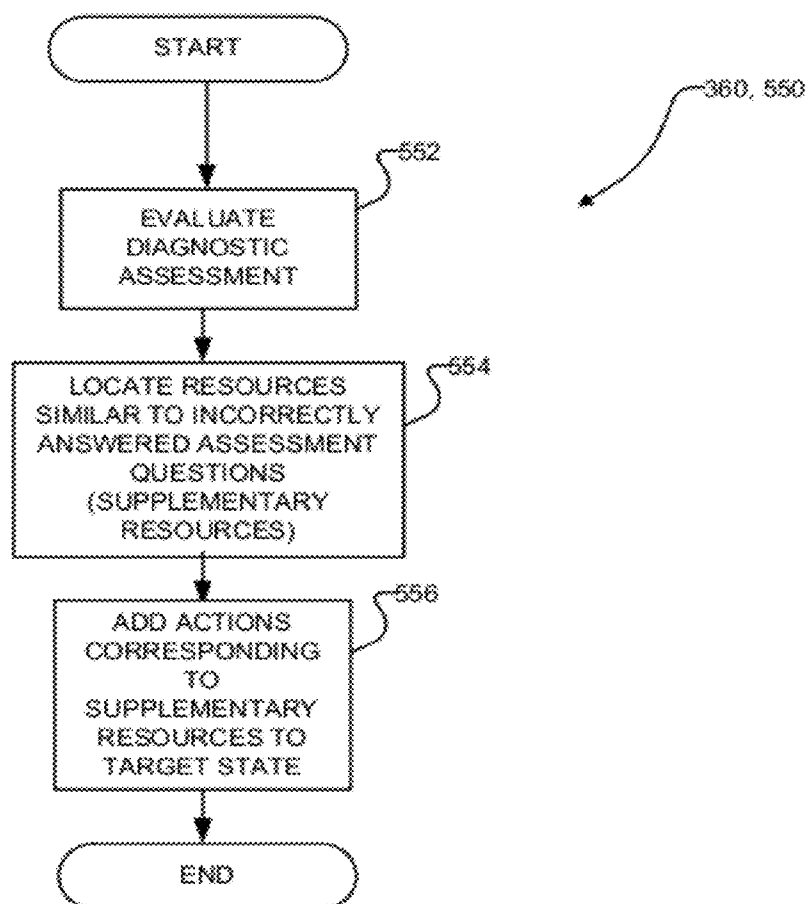 START
360, 550
552
EVALUATE
DIAGNOSTIC
ASSESSMENT
554
LOCATE RESOURCES
SIMILAR TO INCORRECTLY
ANSWERED ASSESSMENT
QUESTIONS
(SUPPLEMENTARY
RESOURCES)
556
ADD ACTIONS
CORRESPONDING
TO
SUPPLEMENTARY
RESOURCES TO
TARGET STATE
END